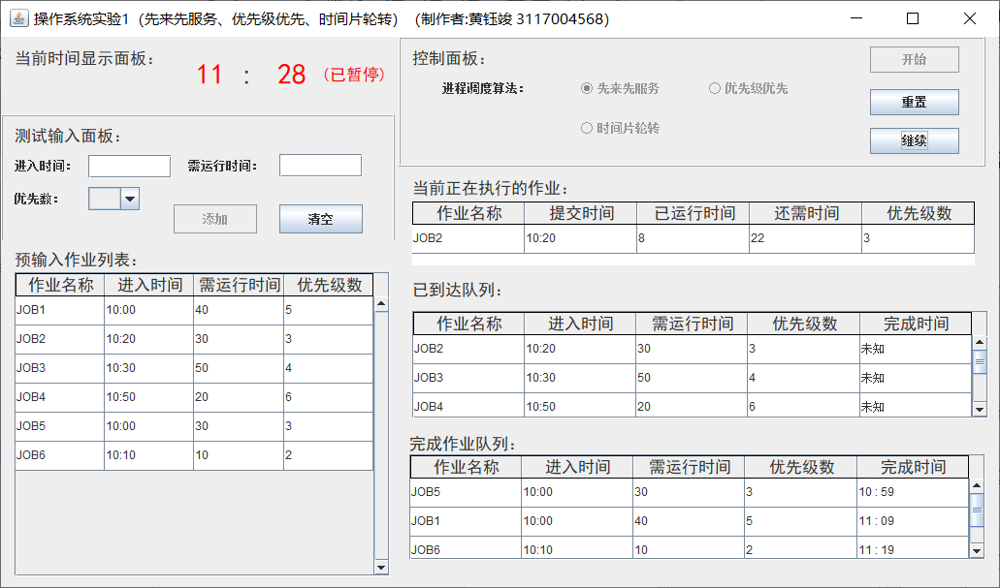 操作系统实验1（先来先服务、优先级优先、时间片轮转）（制作者:黄钰竣 3117004568）
当前时间显示面板：
11 : 28 （已暂停）
测试输入面板：
进入时间： 需运行时间：
优先数：
添加 清空
预输入作业列表：
作业名称 进入时间 需运行时间 优先级数
JOB1 10:00 40 5
JOB2 10:20 30 3
JOB3 10:30 50 4
JOB4 10:50 20 6
JOB5 10:00 30 3
JOB6 10:10 10 2
控制面板：
开始
进程调度算法： 先来先服务 优先级优先
重置
时间片轮转
继续
当前正在执行的作业：
作业名称 提交时间 已运行时间 还需时间 优先级数
JOB2 10:20 8 22 3
已到达队列：
作业名称 进入时间 需运行时间 优先级数 完成时间
JOB2 10:20 30 3 未知
JOB3 10:30 50 4 未知
JOB4 10:50 20 6 未知
完成作业队列：
作业名称 进入时间 需运行时间 优先级数 完成时间
JOB5 10:00 30 3 10 : 59
JOB1 10:00 40 5 11 : 09
JOB6 10:10 10 2 11 : 19